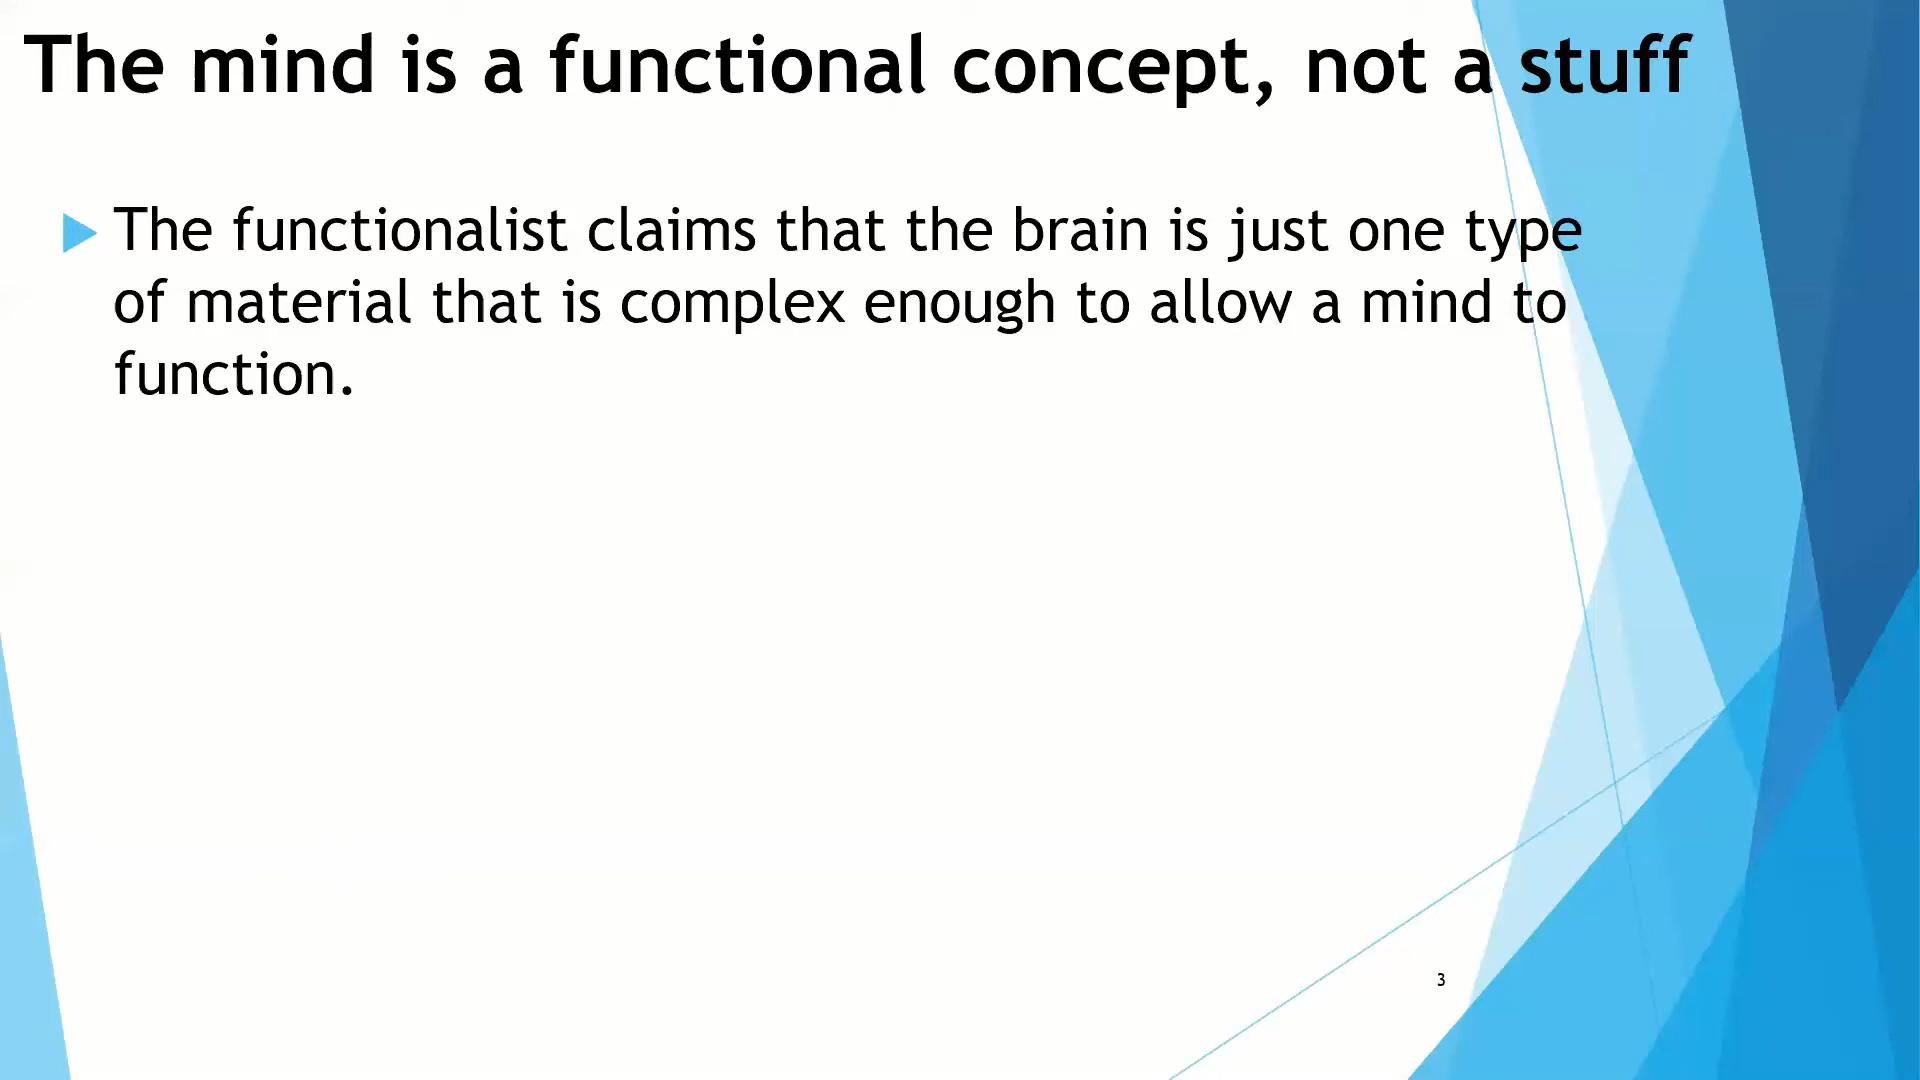 The mind is a functional concept, not a stuff
The functionalist claims that the brain is just one type
of material that is complex enough to allow a mind to
function.
3